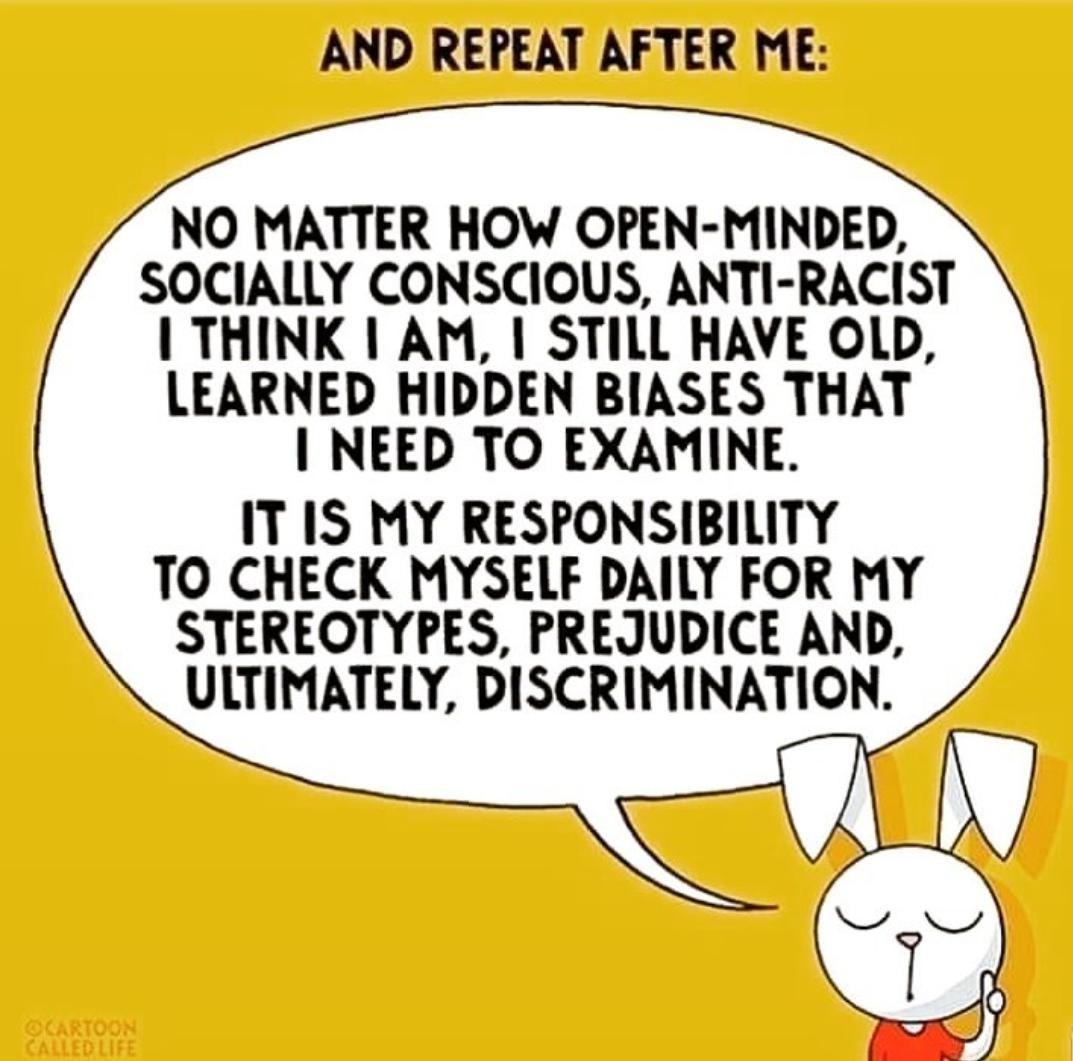 AND REPEAT AFTER ME:
NO MATTER HOW OPEN-MINDED,
SOCIALLY CONSCIOUS, ANTI-RACIST
I THINK I AM, I STILL HAVE OLD,
LEARNED HIDDEN BIASES THAT
I NEED TO EXAMINE.
IT IS MY RESPONSIBILITY
TO CHECK MYSELF DAILY FOR MY
STEREOTYPES, PREJUDICE AND,
ULTIMATELY, DISCRIMINATION.
©CARTOON
CALLED LIFE